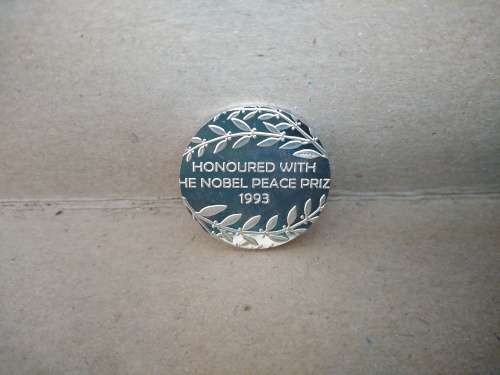 HONOURED WITH
HE NOBEL PEACE PRIZ
1993